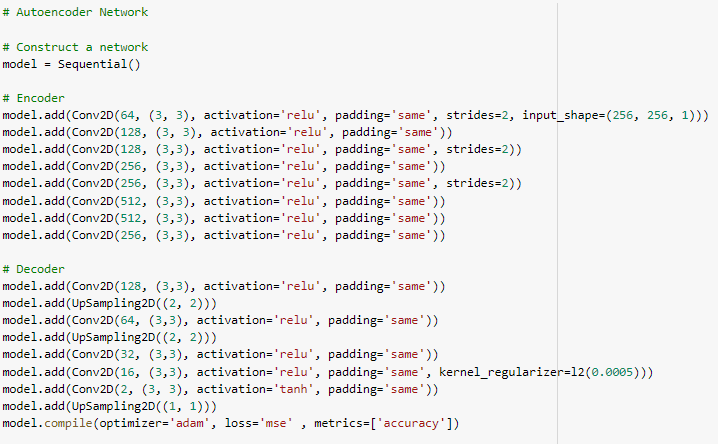 # Autoencoder Network
# Construct a network
model = Sequential()
# Encoder
model.add(Conv2D(64, (3, 3), activation='relu', padding='same', strides=2, input_shape=(256, 256, 1)))
model.add(Conv2D(128, (3, 3), activation='relu', padding='same'))
model.add(Conv2D(128, (3,3), activation='relu', padding='same', strides=2))
model.add(Conv2D(256, (3,3), activation='relu', padding='same'))
model.add(Conv2D(256, (3,3), activation='relu', padding='same', strides=2))
model.add(Conv2D(512, (3,3), activation='relu', padding='same'))
model.add(Conv2D(512, (3,3), activation='relu', padding='same'))
model.add(Conv2D(256, (3,3), activation='relu', padding='same'))
# Decoder
model.add(Conv2D(128, (3,3), activation='relu', padding='same'))
model.add(UpSampling2D((2, 2)))
model.add(Conv2D(64, (3,3), activation='relu', padding='same'))
model.add(UpSampling2D((2, 2)))
model.add(Conv2D(32, (3,3), activation='relu', padding='same'))
model.add(Conv2D(16, (3,3), activation='relu', padding='same', kernel_regularizer=l2(0.0005)))
model.add(Conv2D(2, (3, 3), activation='tanh', padding='same'))
model.add(UpSampling2D((1, 1)))
model.compile(optimizer='adam', loss='mse' , metrics=['accuracy'])